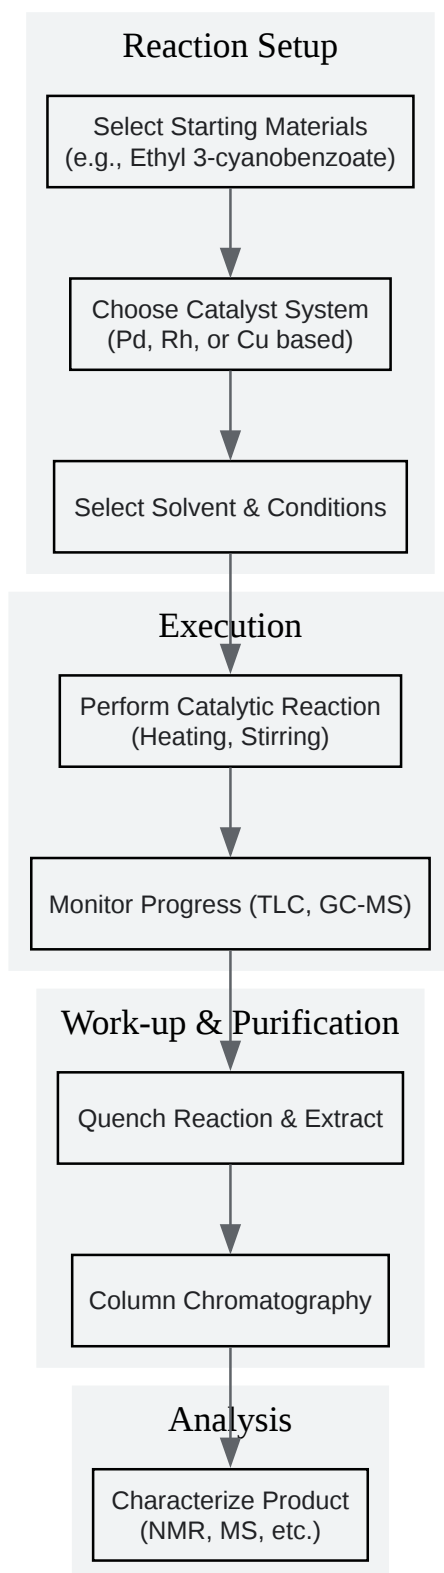 Reaction Setup
Select Starting Materials
(e.g., Ethyl 3-cyanobenzoate)
Choose Catalyst System
(Pd, Rh, or Cu based)
Select Solvent & Conditions
Execution
Perform Catalytic Reaction
(Heating, Stirring)
Monitor Progress (TLC, GC-MS)
Work-up & Purification
Quench Reaction & Extract
Column Chromatography
Analysis
Characterize Product
(NMR, MS, etc.)